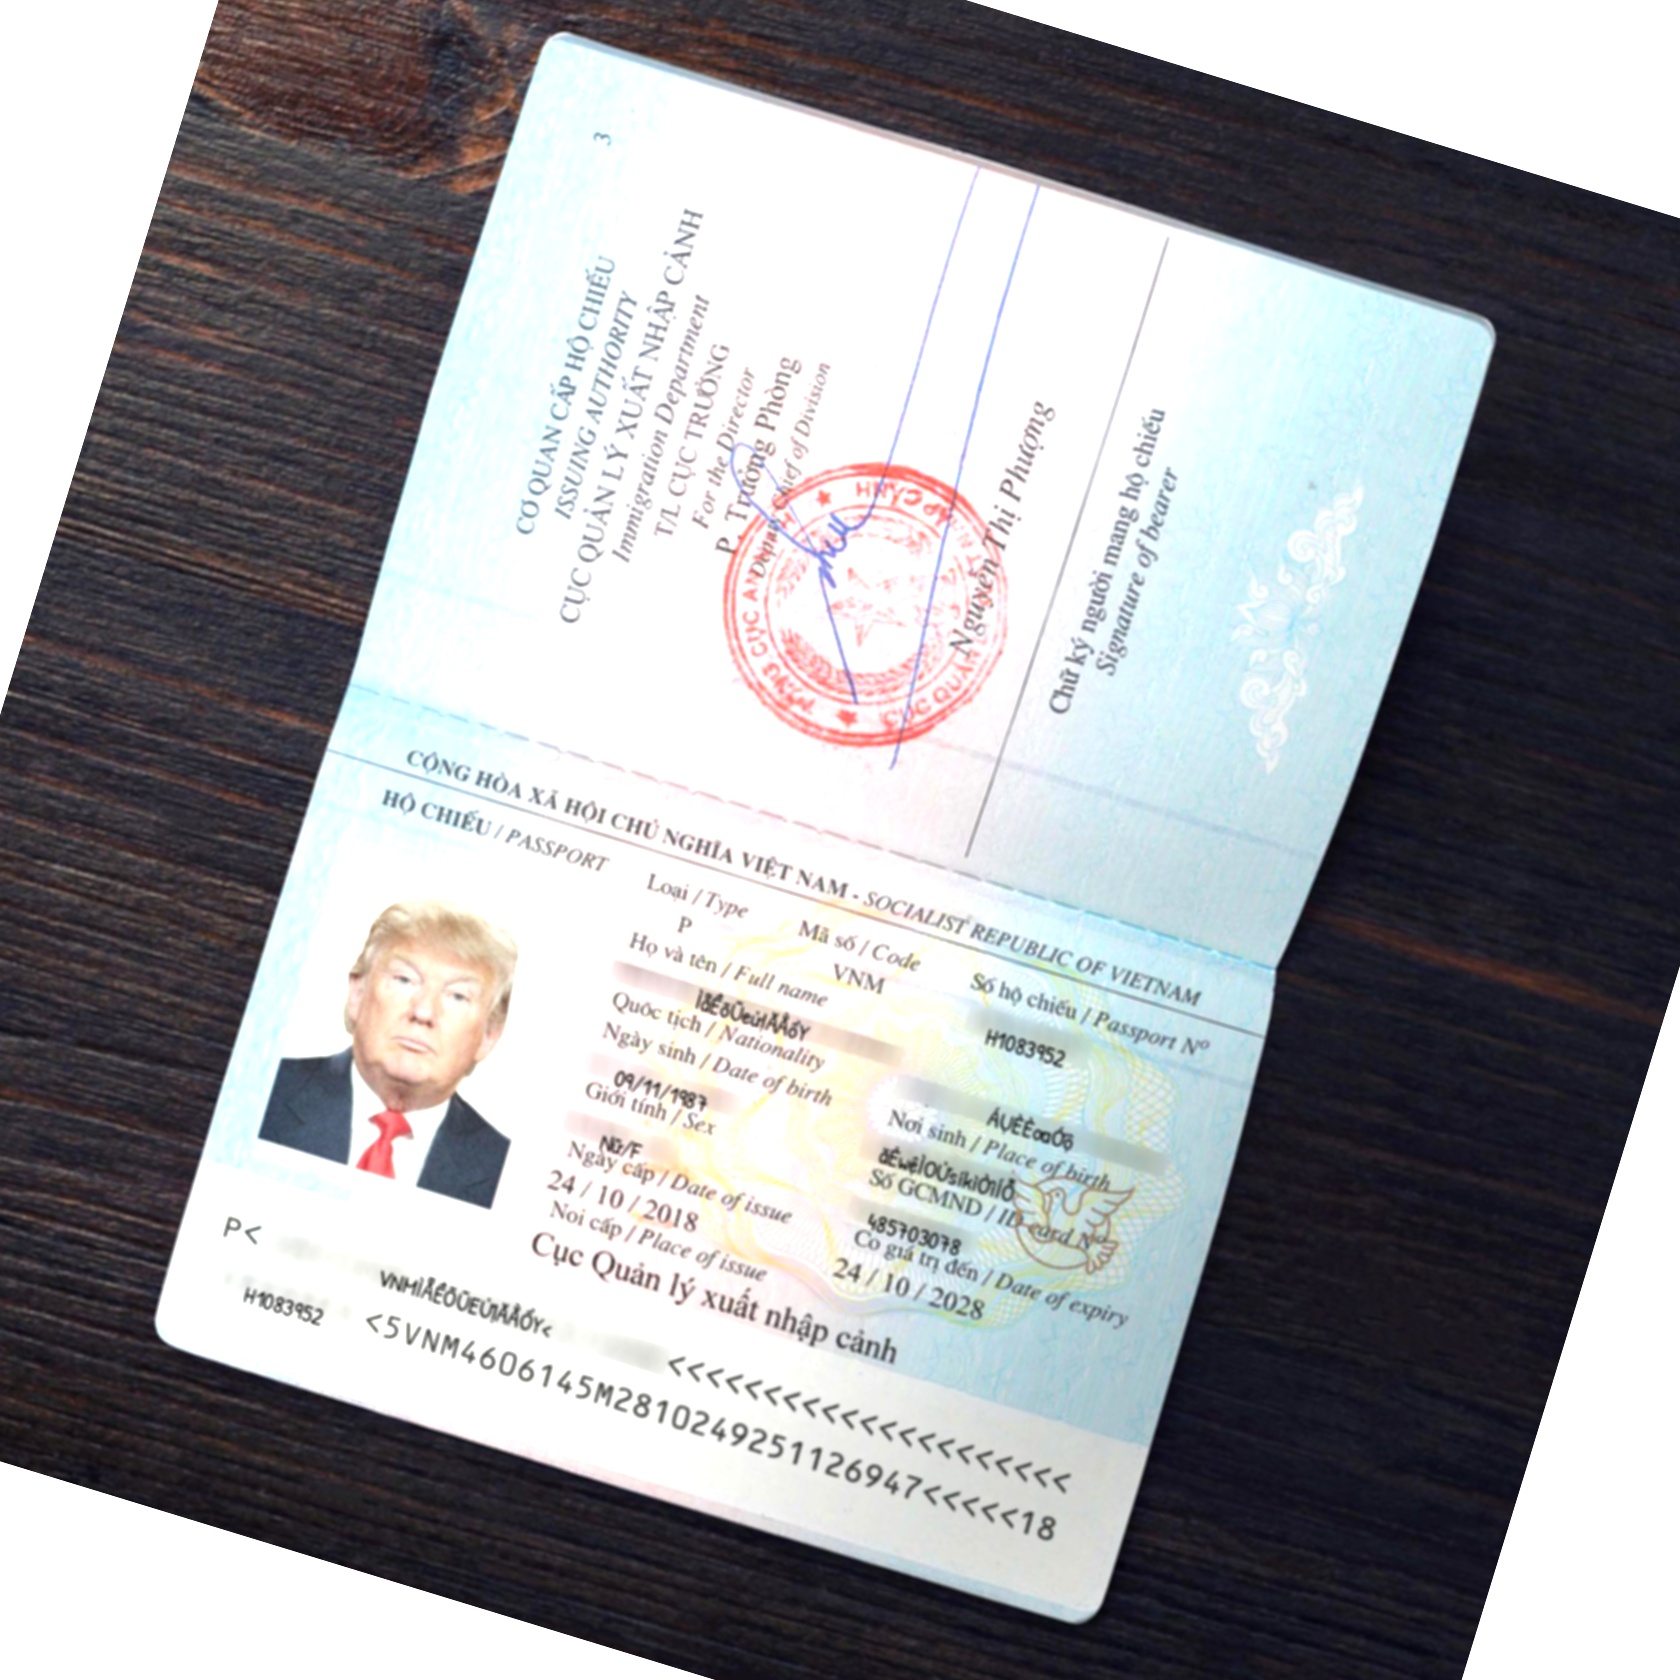 3
CƠ QUAN CẤP HỘ CHIẾU
ISSUING AUTHORITY
CỤC QUẢN LÝ XUẤT NHẬP CẢNH
Immigration Department
T/L CỤC TRƯỞNG
For the Director
P. Trưởng Phòng
Deputy Chief of Division
Nguyễn Thị Phượng
Chữ ký người mang hộ chiếu
Signature of bearer
CỘNG HÒA XÃ HỘI CHỦ NGHĨA VIỆT NAM - SOCIALIST REPUBLIC OF VIETNAM
HỘ CHIẾU / PASSPORT
Loại / Type
Mã số / Code
Số hộ chiếu / Passport Nº
P
VNM
H1083952
Họ và tên / Full name
Quốc tịch / Nationality
Ngày sinh / Date of birth
Nơi sinh / Place of birth
09/11/1987
Giới tính / Sex
Số GCMND / ID card Nº
Nữ/F
485703078
Ngày cấp / Date of issue
Có giá trị đến / Date of expiry
24 / 10 / 2018
24 / 10 / 2028
Nơi cấp / Place of issue
Cục Quản lý xuất nhập cảnh
P< <<<<<<<<<<<<<<<<<<<<<
H1083952 <5VNM4606145M2810249251126947<<<<<18